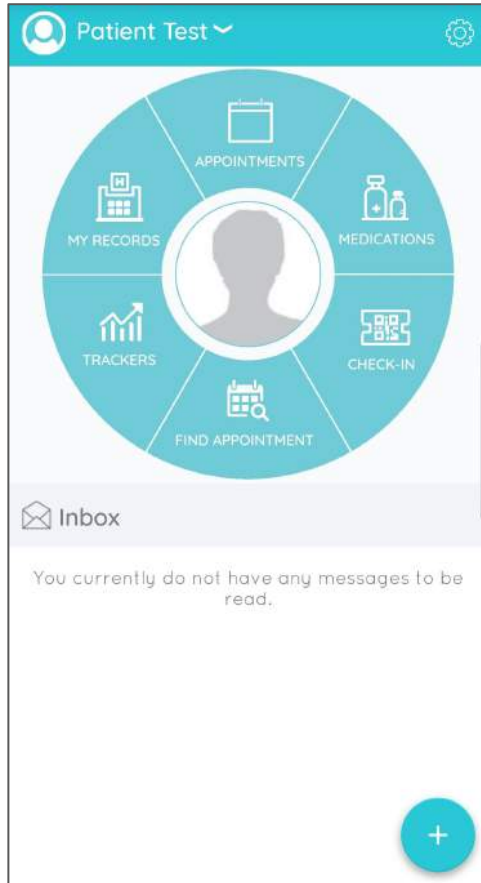 Patient Test
APPOINTMENTS
MY RECORDS
MEDICATIONS
TRACKERS
CHECK-IN
FIND APPOINTMENT
Inbox
You currently do not have any messages to be
read.